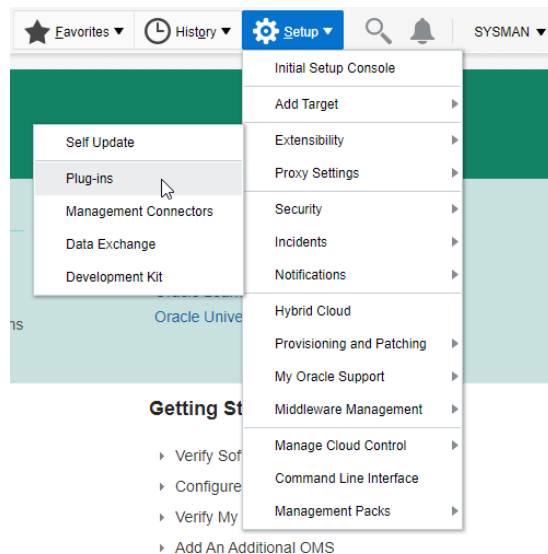 Favorites History Setup SYSMAN
Initial Setup Console
Add Target
Extensibility
Proxy Settings
Security
Incidents
Notifications
Hybrid Cloud
Provisioning and Patching
My Oracle Support
Middleware Management
Manage Cloud Control
Command Line Interface
Management Packs
Self Update
Plug-ins
Management Connectors
Data Exchange
Development Kit
Oracle Unive
Getting St
Verify Sof
Configure
Verify My
Add An Additional OMS